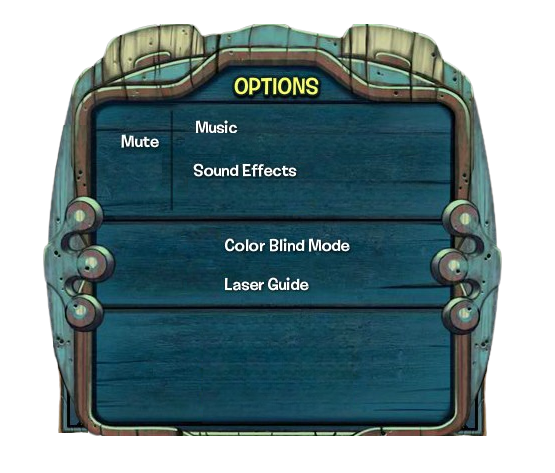 OPTIONS
Music
Mute
Sound Effects
Color Blind Mode
Laser Guide